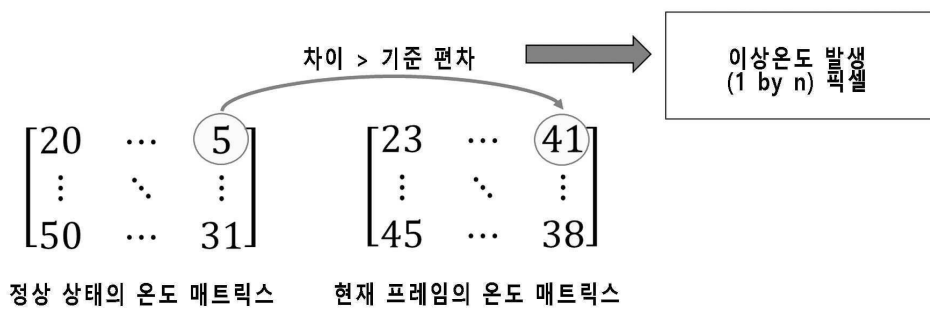 차이 > 기준 편차
이상온도 발생
(1 by n) 픽셀
20 ⋯ 5
⋮ ⋱ ⋮
50 ⋯ 31
23 ⋯ 41
⋮ ⋱ ⋮
45 ⋯ 38
정상 상태의 온도 매트릭스
현재 프레임의 온도 매트릭스